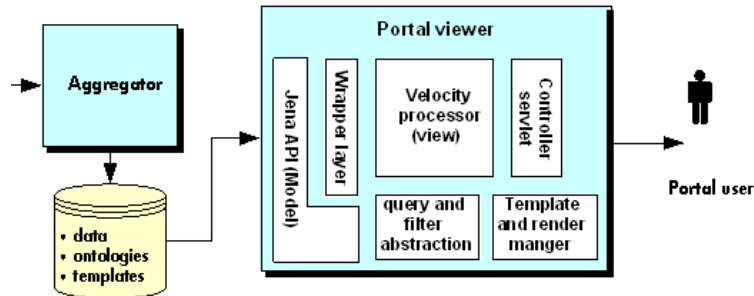 Portal viewer
Aggregator
Jena API (Model)
Wrapper layer
Velocity
processor
(view)
Controller
servlet
query and
filter
abstraction
Template
and render
manger
Portal user
• data
• ontologies
• templates